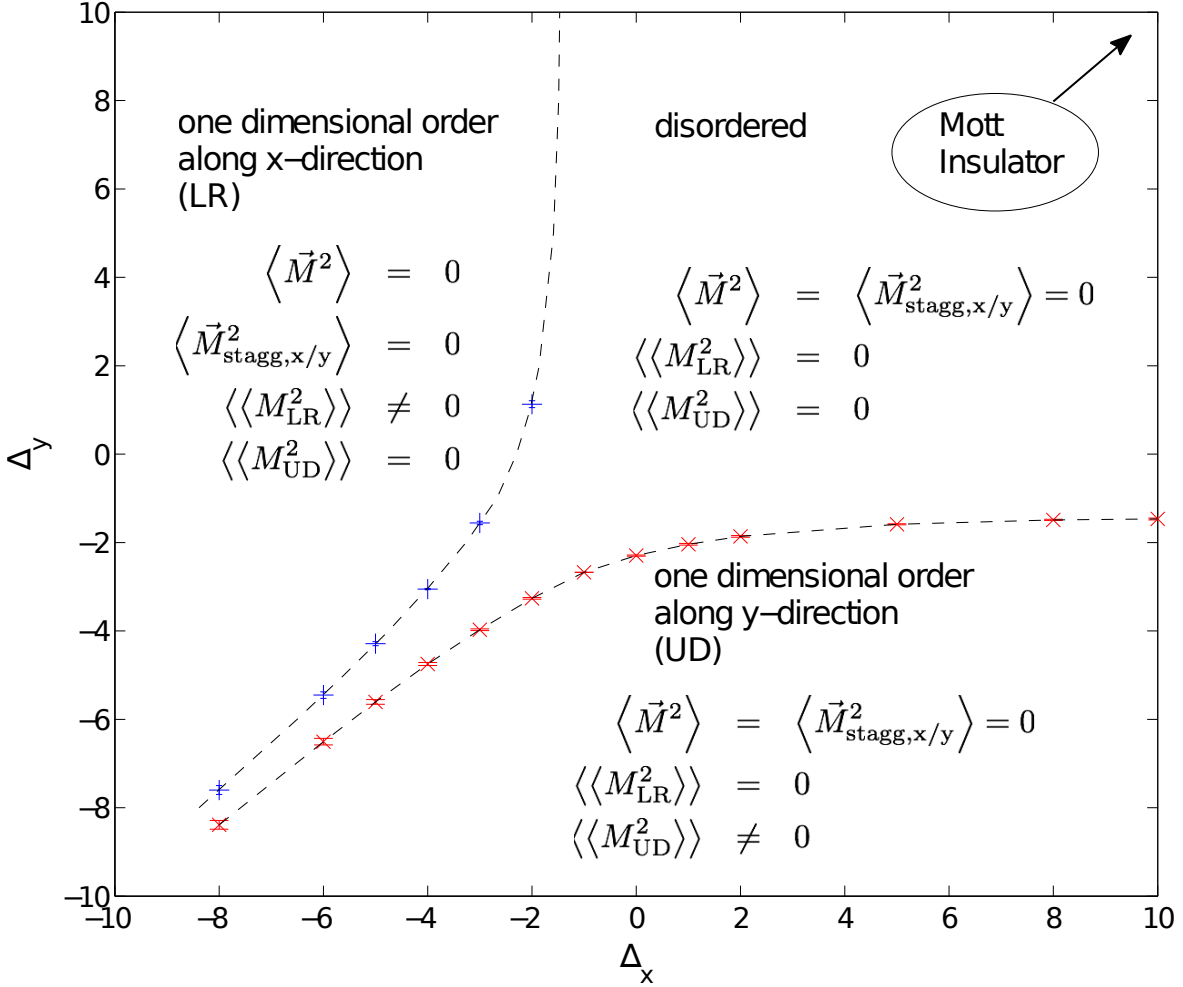 10
8
6
4
2
0
−2
−4
−6
−8
−10
Δy
one dimensional order
along x−direction
(LR)
⟨M⃗²⟩ = 0
⟨M⃗²stagg,x/y⟩ = 0
⟨⟨M²LR⟩⟩ ≠ 0
⟨⟨M²UD⟩⟩ = 0
disordered
Mott
Insulator
⟨M⃗²⟩ = ⟨M⃗²stagg,x/y⟩ = 0
⟨⟨M²LR⟩⟩ = 0
⟨⟨M²UD⟩⟩ = 0
one dimensional order
along y−direction
(UD)
⟨M⃗²⟩ = ⟨M⃗²stagg,x/y⟩ = 0
⟨⟨M²LR⟩⟩ = 0
⟨⟨M²UD⟩⟩ ≠ 0
−10 −8 −6 −4 −2 0 2 4 6 8 10
Δx